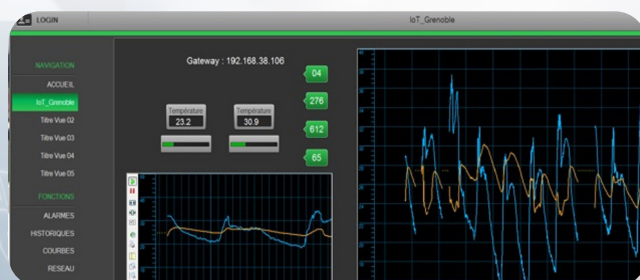 LOGIN
IoT_Grenoble
NAVIGATION
ACCUEIL
IoT_Grenoble
Titre Vue 02
Titre Vue 03
Titre Vue 04
Titre Vue 05
FONCTIONS
ALARMES
HISTORIQUES
COURBES
RESEAU
Gateway : 192.168.38.106
04
276
612
65
Température
23.2
Température
30.9